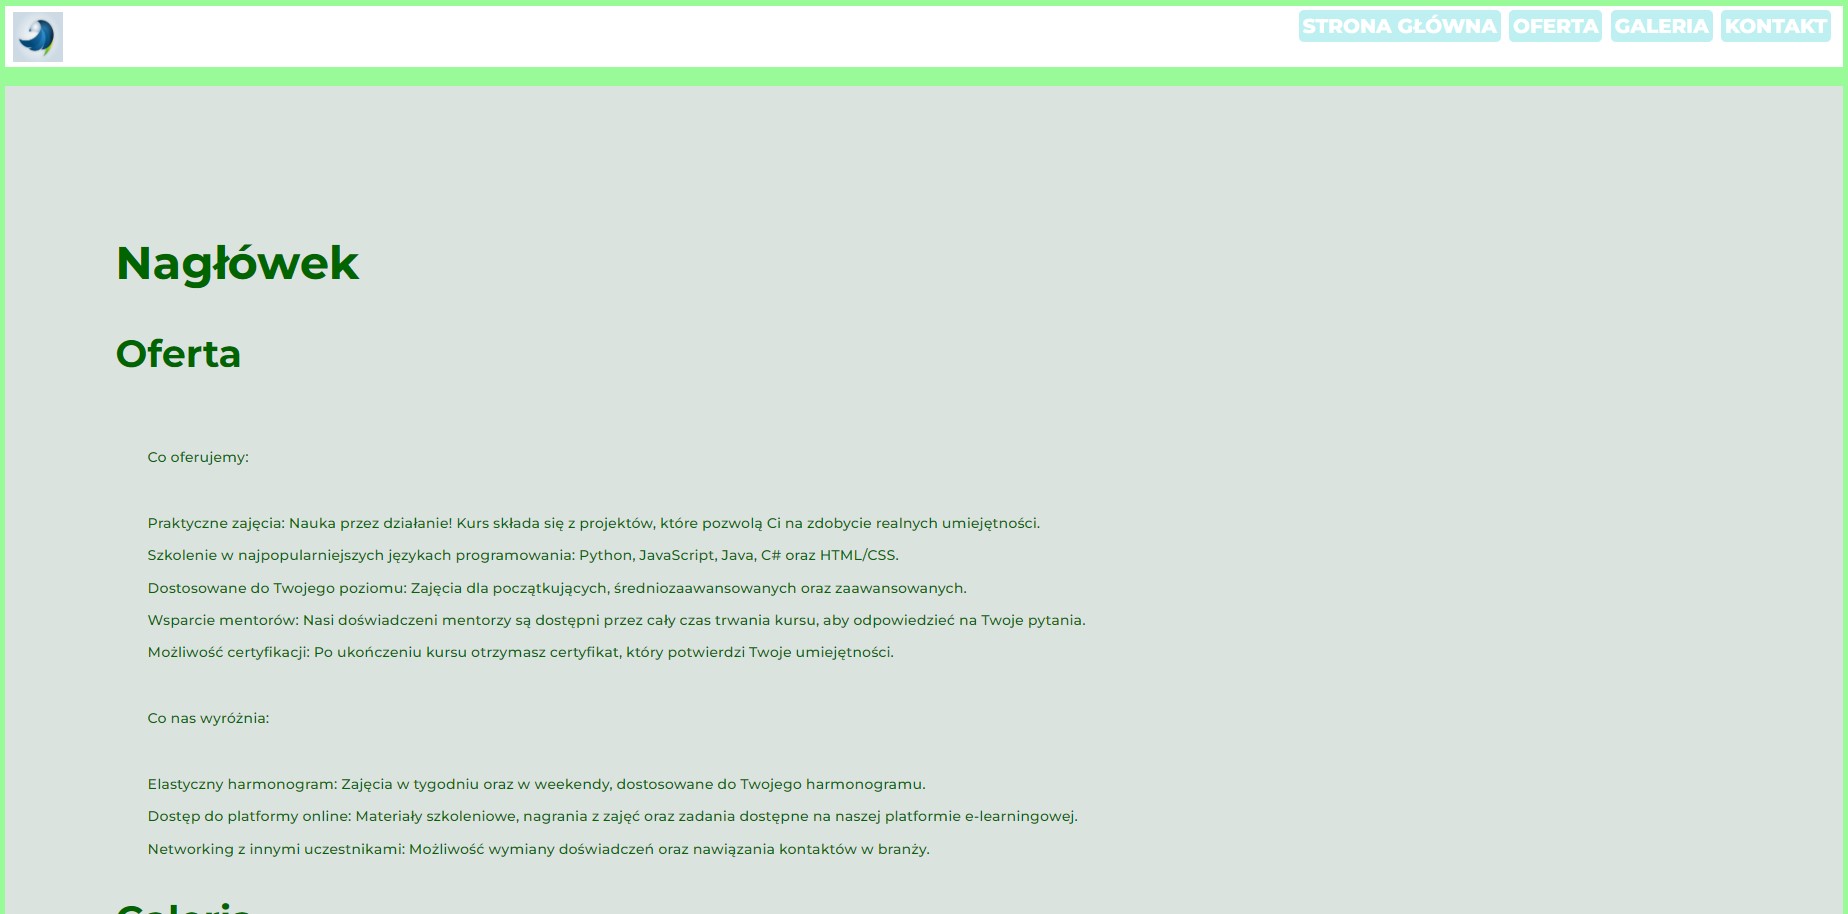 STRONA GŁÓWNA OFERTA GALERIA KONTAKT
Nagłówek
Oferta
Co oferujemy:
Praktyczne zajęcia: Nauka przez działanie! Kurs składa się z projektów, które pozwolą Ci na zdobycie realnych umiejętności.
Szkolenie w najpopularniejszych językach programowania: Python, JavaScript, Java, C# oraz HTML/CSS.
Dostosowane do Twojego poziomu: Zajęcia dla początkujących, średniozaawansowanych oraz zaawansowanych.
Wsparcie mentorów: Nasi doświadczeni mentorzy są dostępni przez cały czas trwania kursu, aby odpowiedzieć na Twoje pytania.
Możliwość certyfikacji: Po ukończeniu kursu otrzymasz certyfikat, który potwierdzi Twoje umiejętności.
Co nas wyróżnia:
Elastyczny harmonogram: Zajęcia w tygodniu oraz w weekendy, dostosowane do Twojego harmonogramu.
Dostęp do platformy online: Materiały szkoleniowe, nagrania z zajęć oraz zadania dostępne na naszej platformie e-learningowej.
Networking z innymi uczestnikami: Możliwość wymiany doświadczeń oraz nawiązania kontaktów w branży.
Galeria